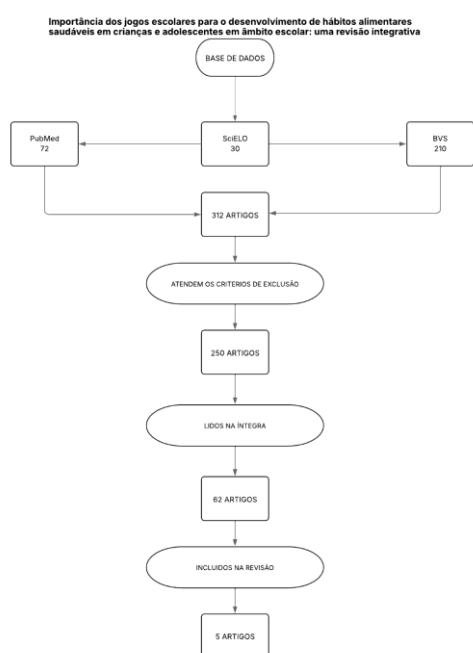 Importância dos jogos escolares para o desenvolvimento de hábitos alimentares
saudáveis em crianças e adolescentes em âmbito escolar: uma revisão integrativa
BASE DE DADOS
PubMed
72
SciELO
30
BVS
210
312 ARTIGOS
ATENDEM OS CRITERIOS DE EXCLUSÃO
250 ARTIGOS
LIDOS NA ÍNTEGRA
62 ARTIGOS
INCLUIDOS NA REVISÃO
5 ARTIGOS